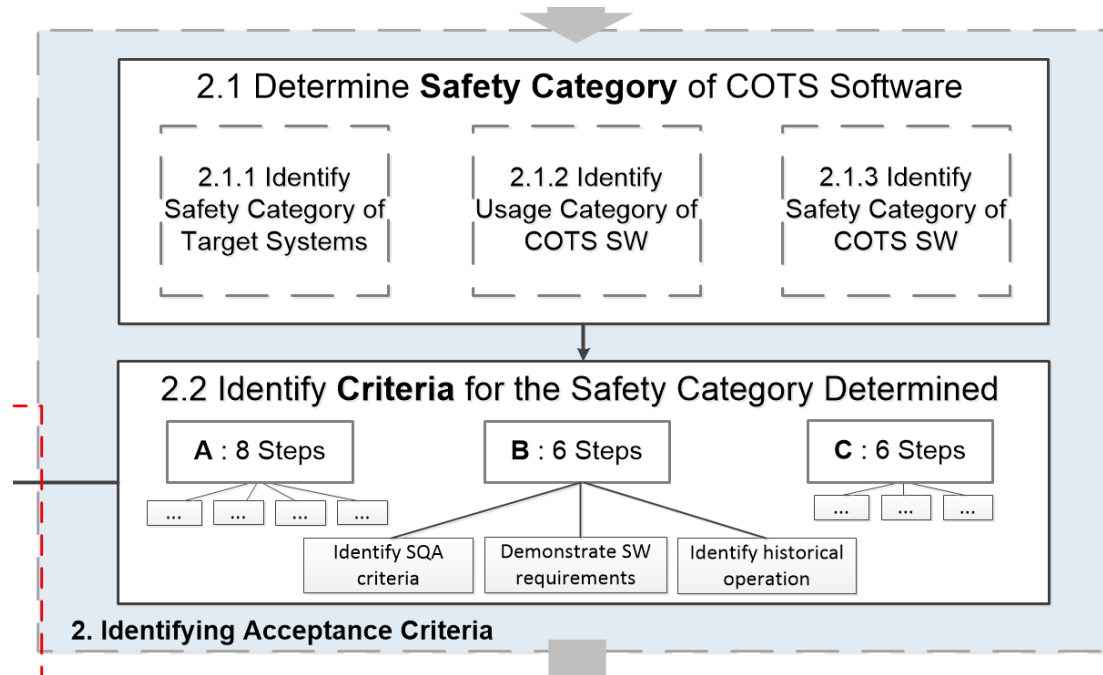 2.1 Determine Safety Category of COTS Software
2.1.1 Identify
Safety Category of
Target Systems
2.1.2 Identify
Usage Category of
COTS SW
2.1.3 Identify
Safety Category of
COTS SW
2.2 Identify Criteria for the Safety Category Determined
A : 8 Steps
B : 6 Steps
C : 6 Steps
...
...
...
...
...
...
...
Identify SQA
criteria
Demonstrate SW
requirements
Identify historical
operation
2. Identifying Acceptance Criteria